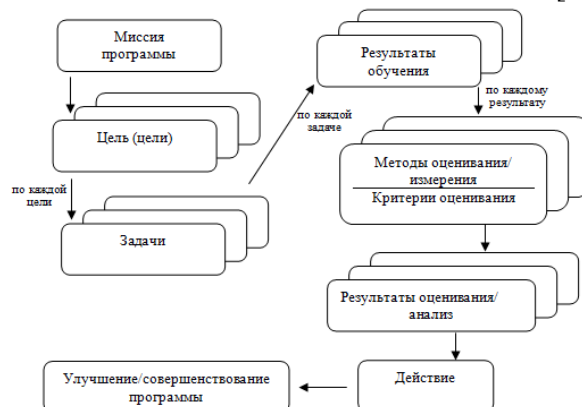 Миссия
программы
Цель (цели)
по каждой
цели
Задачи
по каждой
задаче
Результаты
обучения
по каждому
результату
Методы оценивания/
измерения
Критерии оценивания
Результаты оценивания/
анализ
Действие
Улучшение/совершенствование
программы